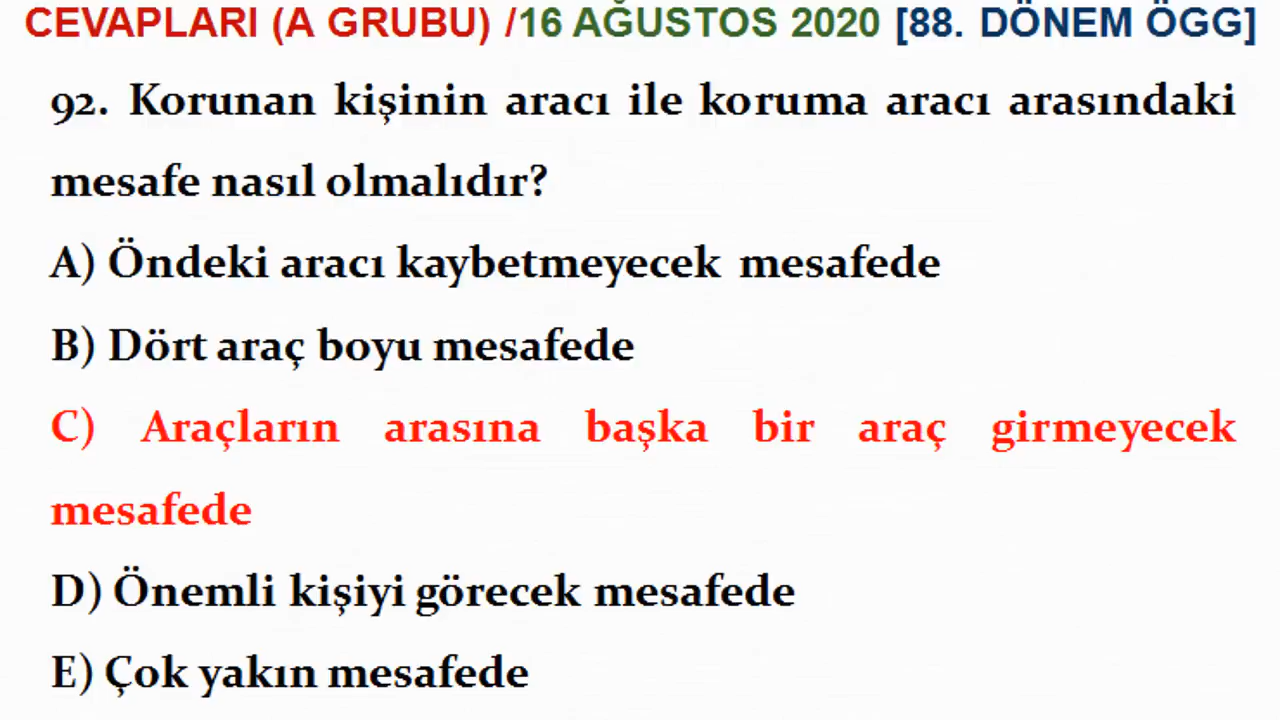 CEVAPLARI (A GRUBU) /16 AĞUSTOS 2020 [88. DÖNEM ÖGG]
92. Korunan kişinin aracı ile koruma aracı arasındaki
mesafe nasıl olmalıdır?
A) Öndeki aracı kaybetmeyecek mesafede
B) Dört araç boyu mesafede
C) Araçların arasına başka bir araç girmeyecek
mesafede
D) Önemli kişiyi görecek mesafede
E) Çok yakın mesafede